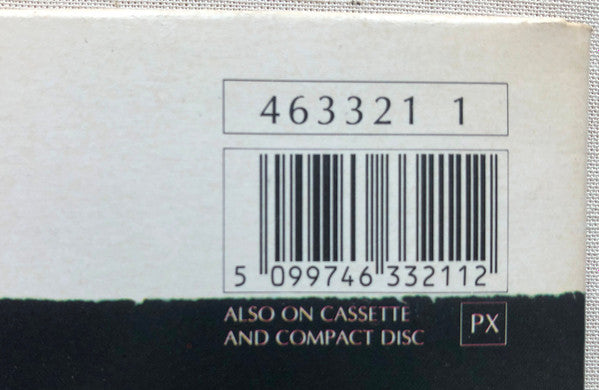 463321 1
5 099746 332112
ALSO ON CASSETTE
AND COMPACT DISC
PX